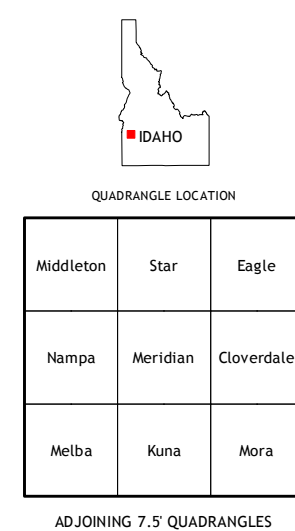 IDAHO
QUADRANGLE LOCATION
Middleton Star Eagle
Nampa Meridian Cloverdale
Melba Kuna Mora
ADJOINING 7.5' QUADRANGLES